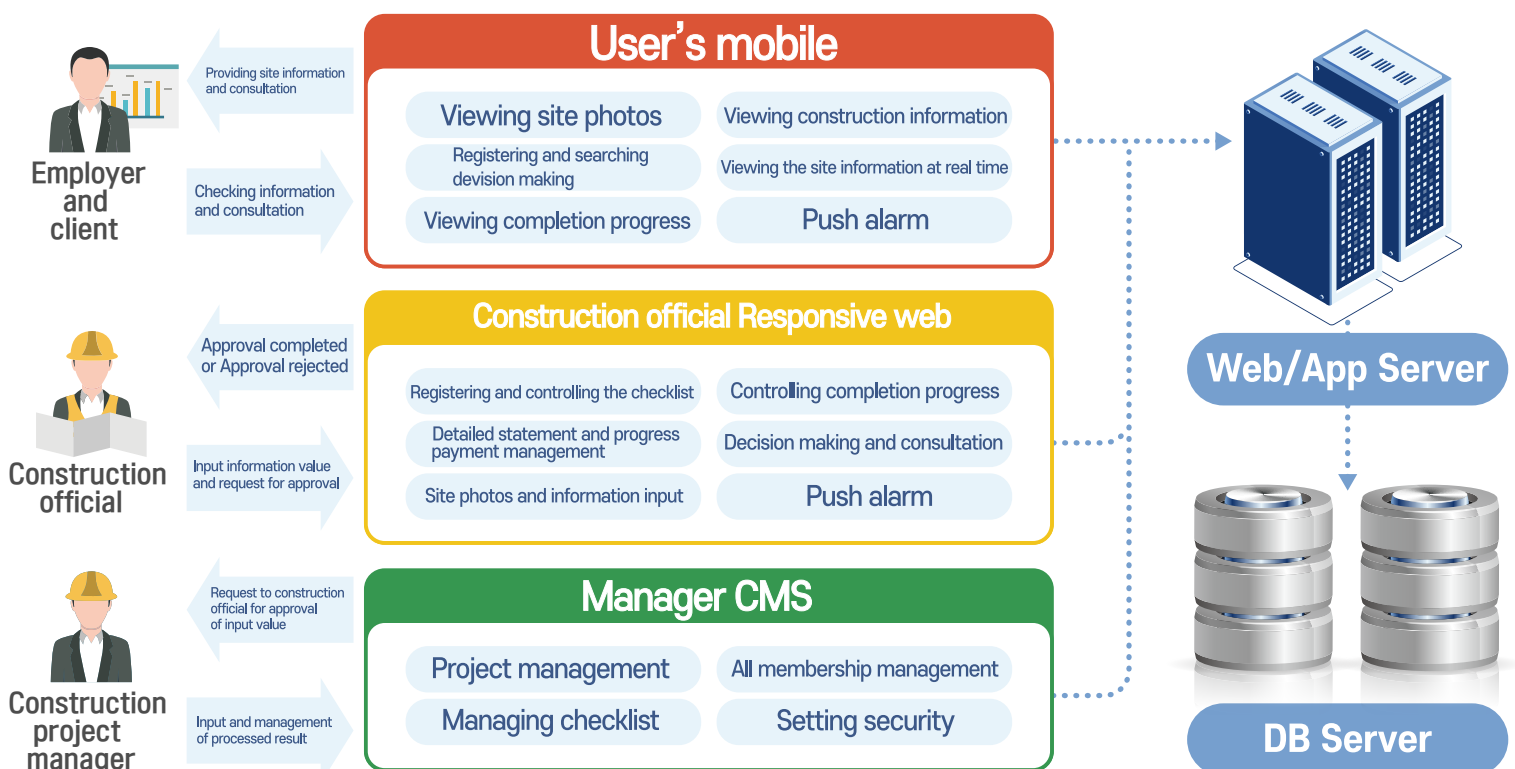 User's mobile
Providing site information
and consultation
Employer
and
client
Checking information
and consultation
Viewing site photos
Viewing construction information
Registering and searching
devision making
Viewing the site information at real time
Viewing completion progress
Push alarm
Construction official Responsive web
Approval completed
or Approval rejected
Construction
official
Input information value
and request for approval
Registering and controlling the checklist
Controlling completion progress
Detailed statement and progress
payment management
Decision making and consultation
Site photos and information input
Push alarm
Manager CMS
Request to construction
official for approval
of input value
Construction
project
manager
Input and management
of processed result
Project management
All membership management
Managing checklist
Setting security
Web/App Server
DB Server